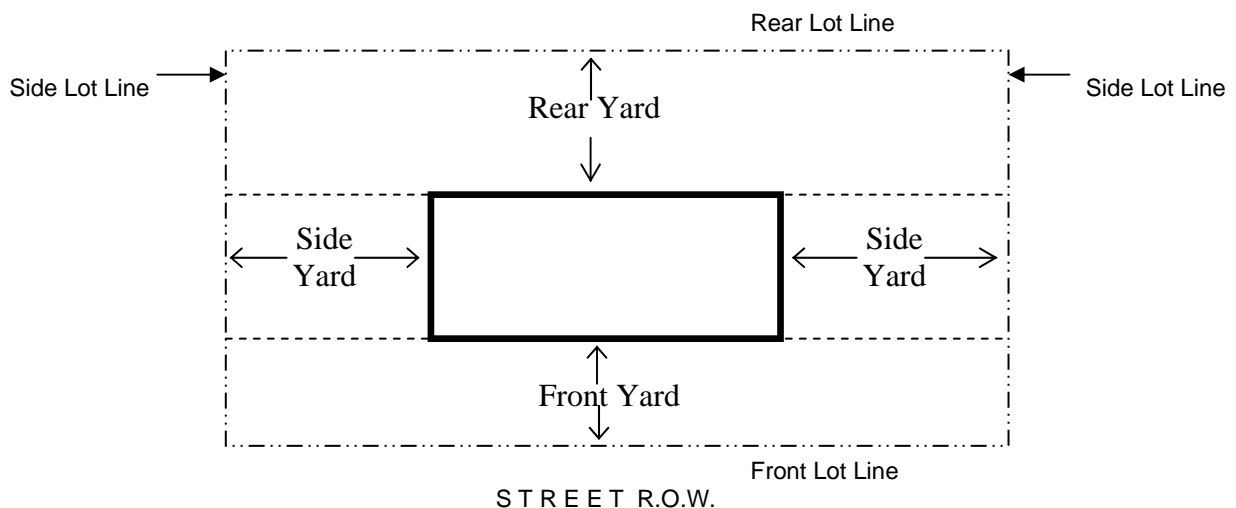 Rear Lot Line
Side Lot Line
Side Lot Line
Rear Yard
Side
Yard
Side
Yard
Front Yard
Front Lot Line
S T R E E T R.O.W.